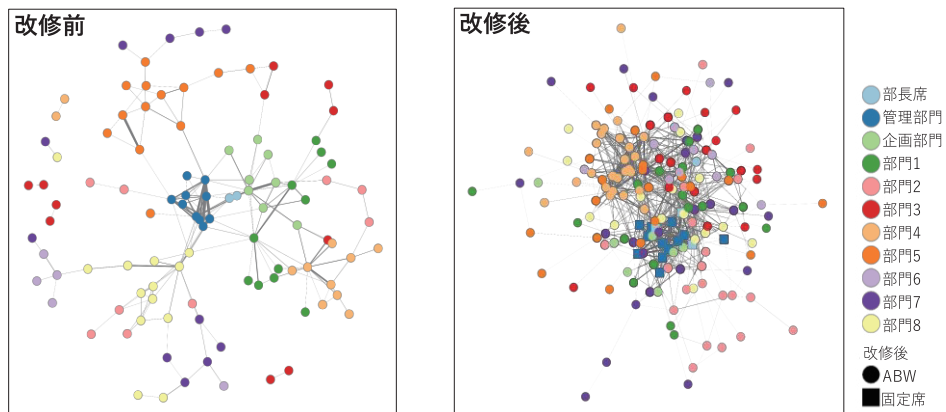 改修前
改修後
部長席
管理部門
企画部門
部門1
部門2
部門3
部門4
部門5
部門6
部門7
部門8
改修後
ABW
固定席